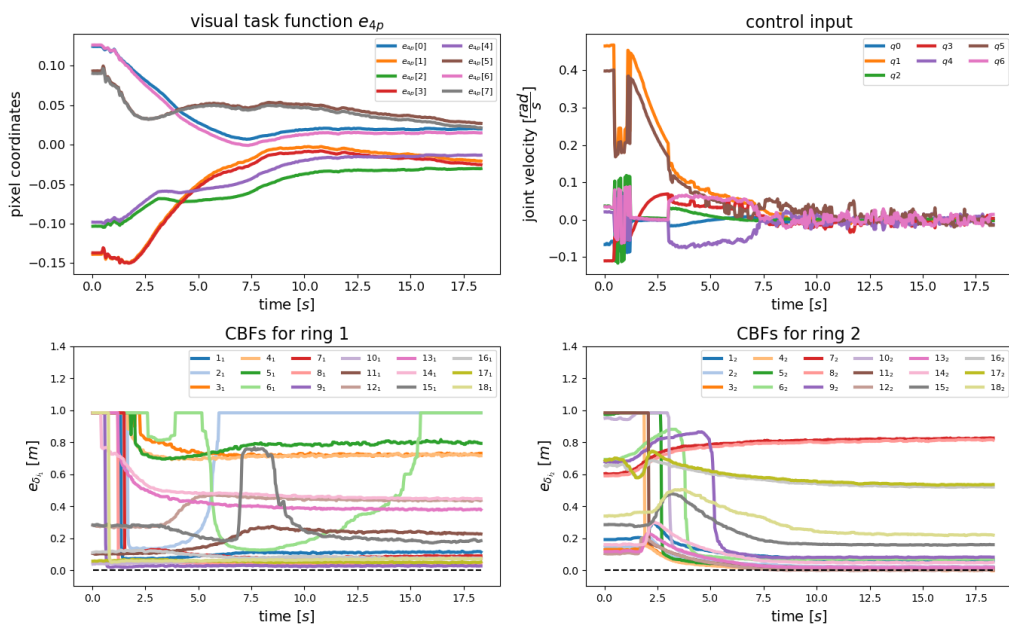 visual task function e4p
pixel coordinates
0.10
0.05
0.00
−0.05
−0.10
−0.15
e4p[0] e4p[4]
e4p[1] e4p[5]
e4p[2] e4p[6]
e4p[3] e4p[7]
0.0 2.5 5.0 7.5 10.0 12.5 15.0 17.5
time [s]
control input
joint velocity [rad/s]
0.4
0.3
0.2
0.1
0.0
−0.1
q0 q3 q5
q1 q4 q6
q2
0.0 2.5 5.0 7.5 10.0 12.5 15.0 17.5
time [s]
CBFs for ring 1
eδi1 [m]
1.4
1.2
1.0
0.8
0.6
0.4
0.2
0.0
1₁ 4₁ 7₁ 10₁ 13₁ 16₁
2₁ 5₁ 8₁ 11₁ 14₁ 17₁
3₁ 6₁ 9₁ 12₁ 15₁ 18₁
0.0 2.5 5.0 7.5 10.0 12.5 15.0 17.5
time [s]
CBFs for ring 2
eδi2 [m]
1.4
1.2
1.0
0.8
0.6
0.4
0.2
0.0
1₂ 4₂ 7₂ 10₂ 13₂ 16₂
2₂ 5₂ 8₂ 11₂ 14₂ 17₂
3₂ 6₂ 9₂ 12₂ 15₂ 18₂
0.0 2.5 5.0 7.5 10.0 12.5 15.0 17.5
time [s]